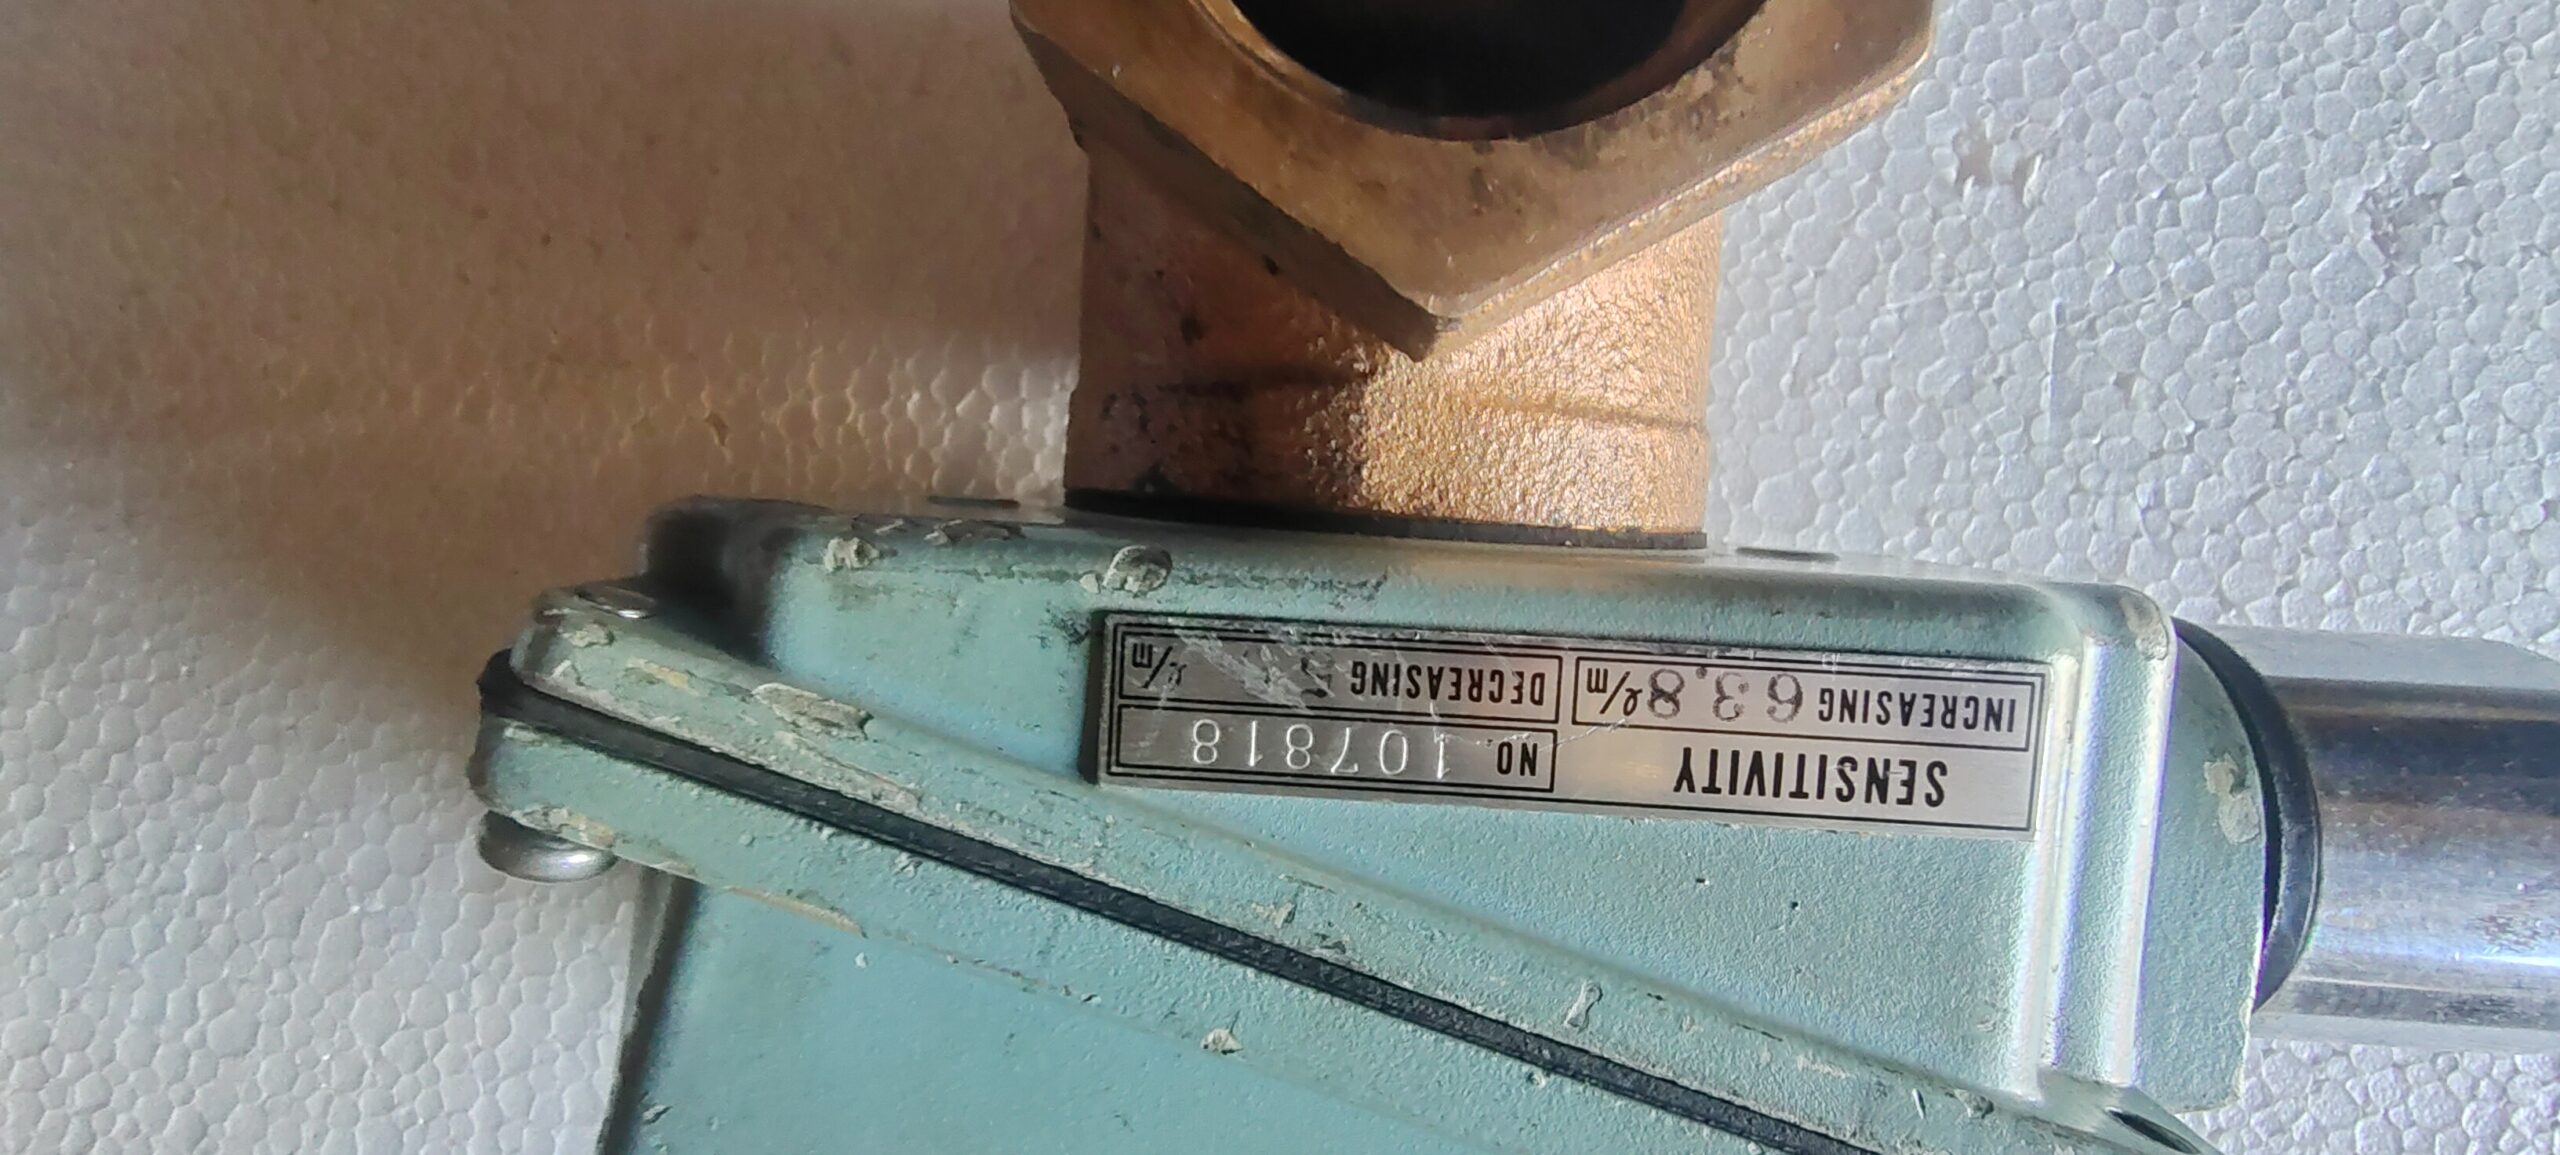 SENSITIVITY
NO. 107818
INCREASING 63.8 ℓ/m
DECREASING ℓ/m